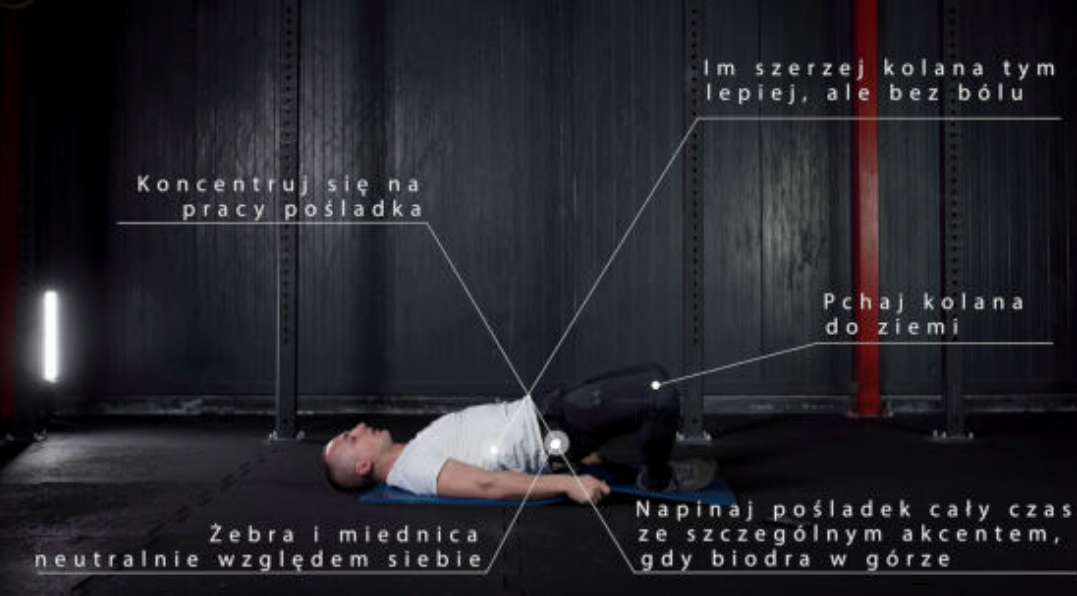 Im szerzej kolana tym
lepiej, ale bez bólu
Koncentruj się na
pracy pośladka
Pchaj kolana
do ziemi
Żebra i miednica
neutralnie względem siebie
Napinaj pośladek cały czas
ze szczególnym akcentem,
gdy biodra w górze